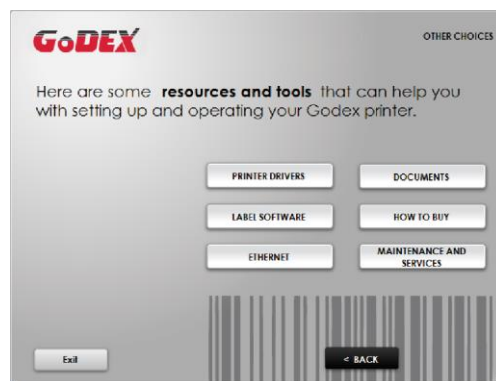 GoDEX
OTHER CHOICES
Here are some resources and tools that can help you
with setting up and operating your Godex printer.
PRINTER DRIVERS
DOCUMENTS
LABEL SOFTWARE
HOW TO BUY
ETHERNET
MAINTENANCE AND
SERVICES
Exit
< BACK